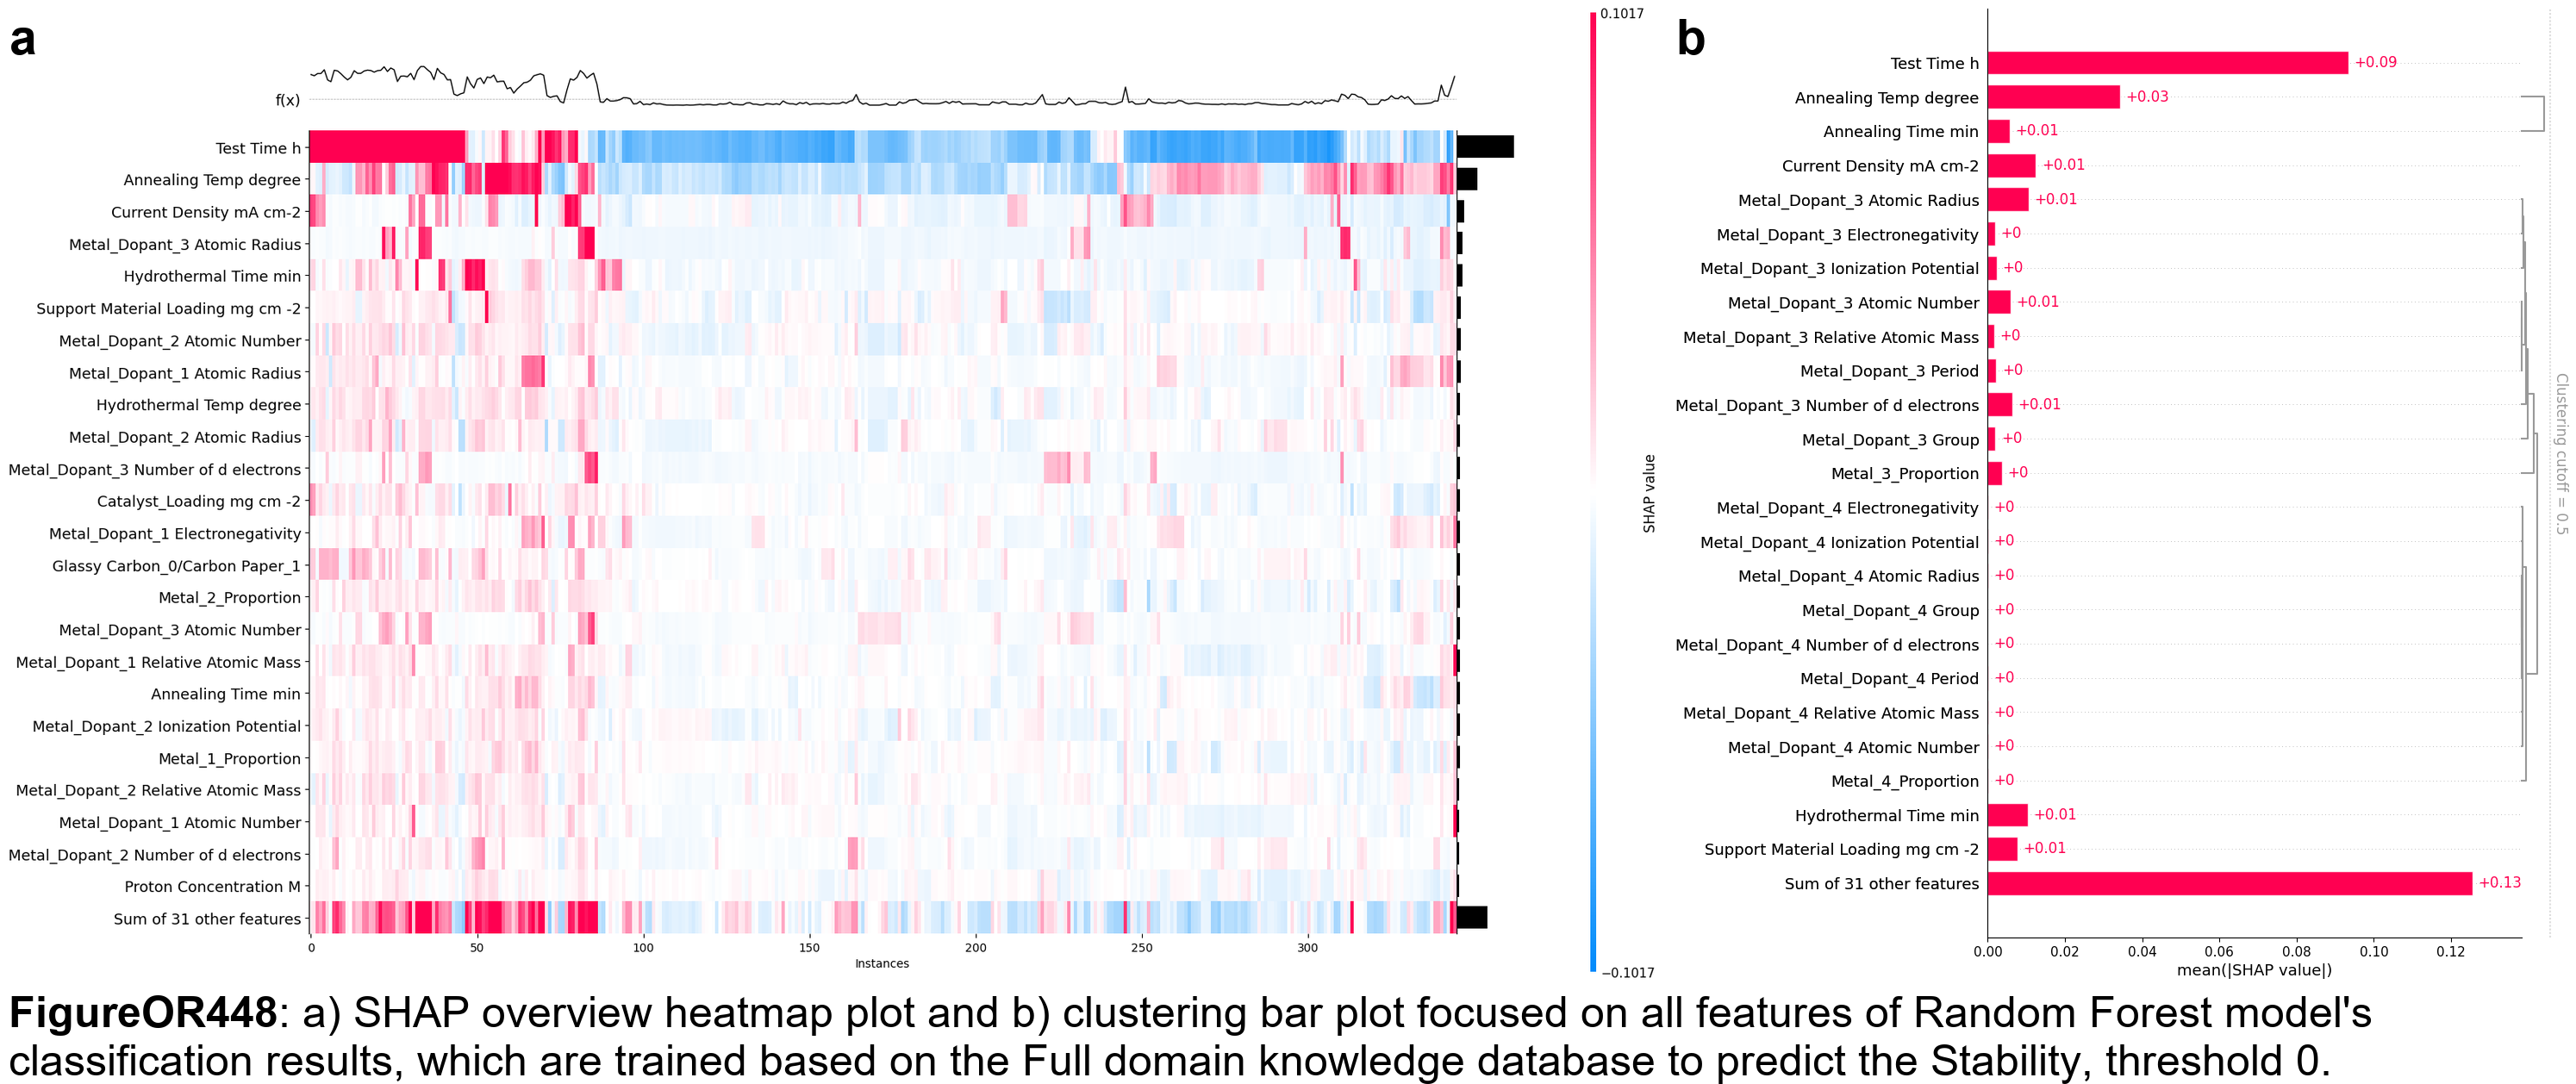 a
f(x)
Test Time h
Annealing Temp degree
Current Density mA cm-2
Metal_Dopant_3 Atomic Radius
Hydrothermal Time min
Support Material Loading mg cm -2
Metal_Dopant_2 Atomic Number
Metal_Dopant_1 Atomic Radius
Hydrothermal Temp degree
Metal_Dopant_2 Atomic Radius
Metal_Dopant_3 Number of d electrons
Catalyst_Loading mg cm -2
Metal_Dopant_1 Electronegativity
Glassy Carbon_0/Carbon Paper_1
Metal_2_Proportion
Metal_Dopant_3 Atomic Number
Metal_Dopant_1 Relative Atomic Mass
Annealing Time min
Metal_Dopant_2 Ionization Potential
Metal_1_Proportion
Metal_Dopant_2 Relative Atomic Mass
Metal_Dopant_1 Atomic Number
Metal_Dopant_2 Number of d electrons
Proton Concentration M
Sum of 31 other features
0 50 100 150 200 250 300
Instances
0.1017
SHAP value
−0.1017
b
Test Time h +0.09
Annealing Temp degree +0.03
Annealing Time min +0.01
Current Density mA cm-2 +0.01
Metal_Dopant_3 Atomic Radius +0.01
Metal_Dopant_3 Electronegativity +0
Metal_Dopant_3 Ionization Potential +0
Metal_Dopant_3 Atomic Number +0.01
Metal_Dopant_3 Relative Atomic Mass +0
Metal_Dopant_3 Period +0
Metal_Dopant_3 Number of d electrons +0.01
Metal_Dopant_3 Group +0
Metal_3_Proportion +0
Metal_Dopant_4 Electronegativity +0
Metal_Dopant_4 Ionization Potential +0
Metal_Dopant_4 Atomic Radius +0
Metal_Dopant_4 Group +0
Metal_Dopant_4 Number of d electrons +0
Metal_Dopant_4 Period +0
Metal_Dopant_4 Relative Atomic Mass +0
Metal_Dopant_4 Atomic Number +0
Metal_4_Proportion +0
Hydrothermal Time min +0.01
Support Material Loading mg cm -2 +0.01
Sum of 31 other features +0.13
0.00 0.02 0.04 0.06 0.08 0.10 0.12
mean(|SHAP value|)
Clustering cutoff = 0.5
FigureOR448: a) SHAP overview heatmap plot and b) clustering bar plot focused on all features of Random Forest model's
classification results, which are trained based on the Full domain knowledge database to predict the Stability, threshold 0.